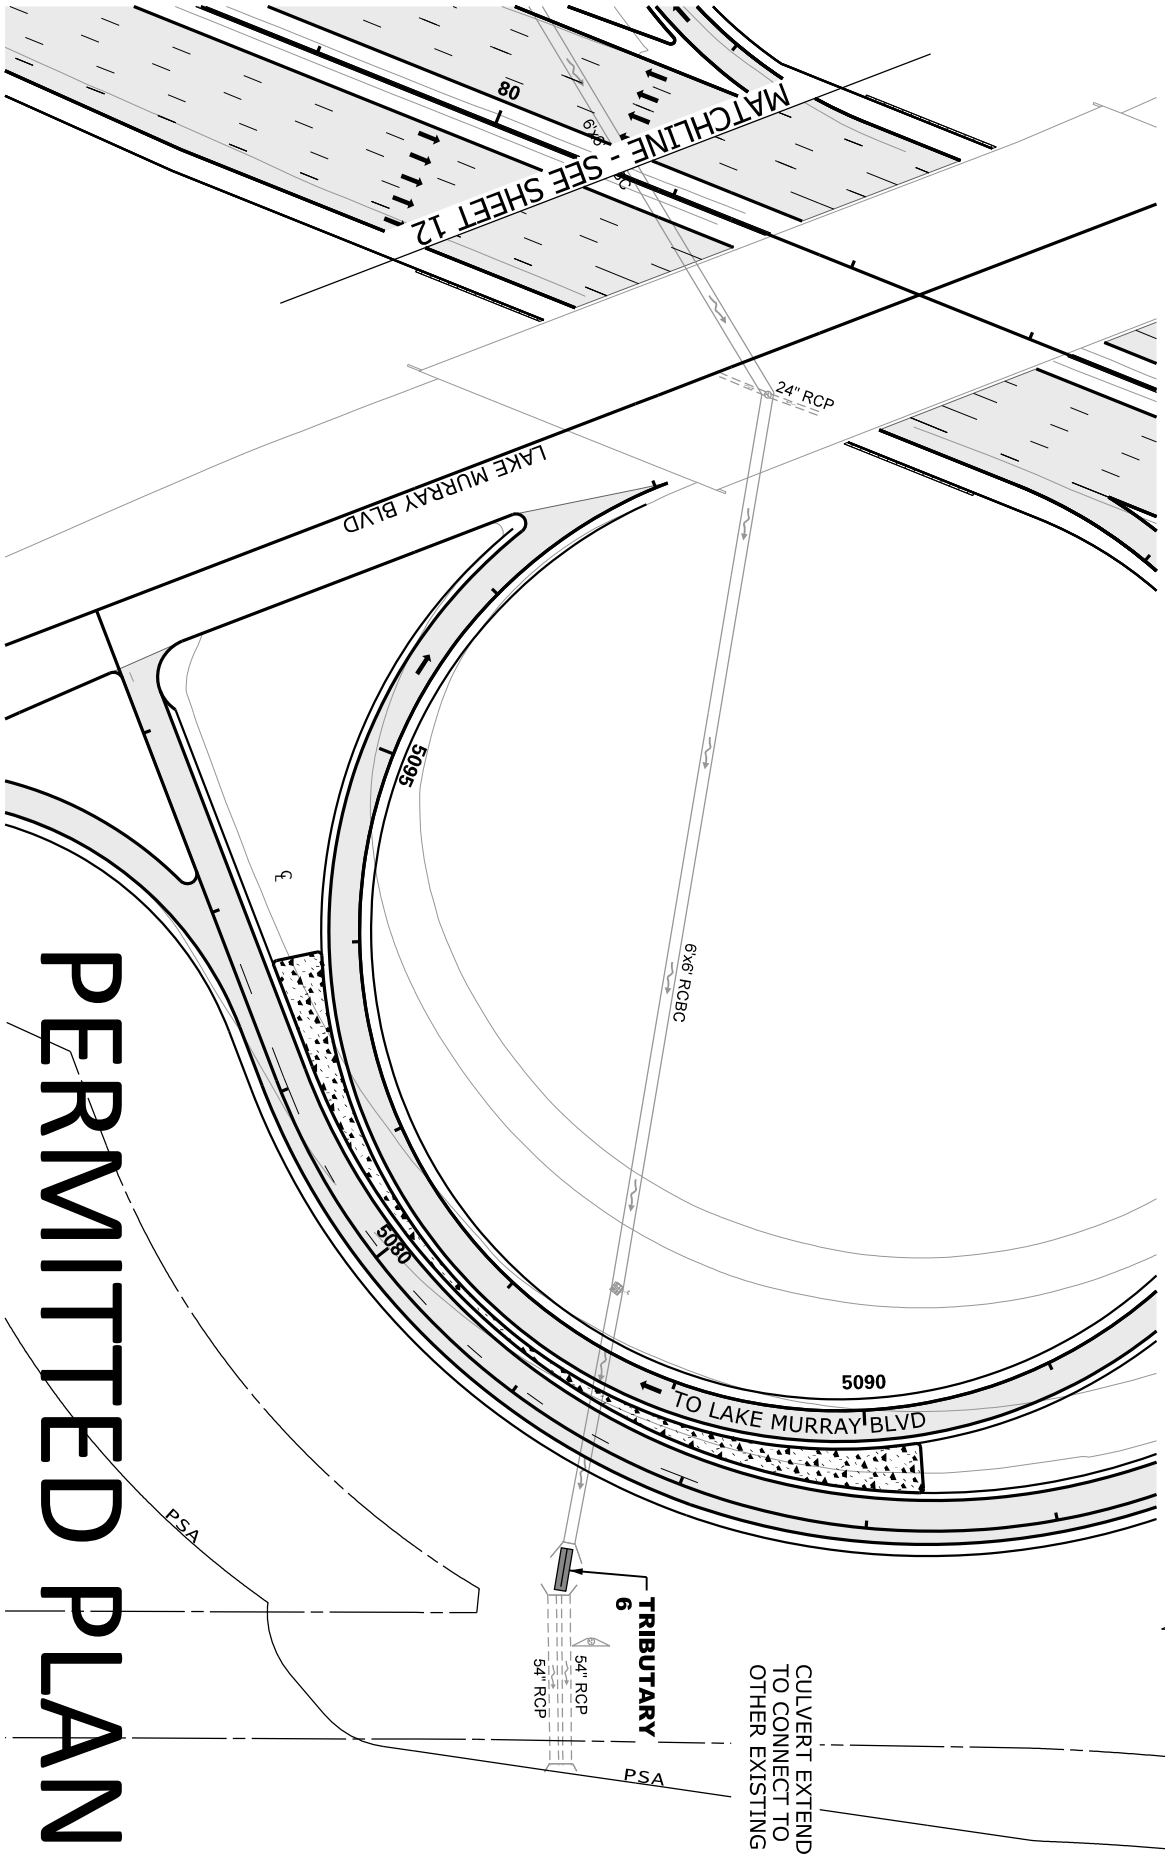 80
MATCHLINE - SEE SHEET 12
24" RCP
LAKE MURRAY BLVD
5095
℄
6'x6' RCBC
5080
5090
TO LAKE MURRAY BLVD
PERMITTED PLAN
PSA
TRIBUTARY
6
54" RCP
54" RCP
PSA
CULVERT EXTEND
TO CONNECT TO
OTHER EXISTING